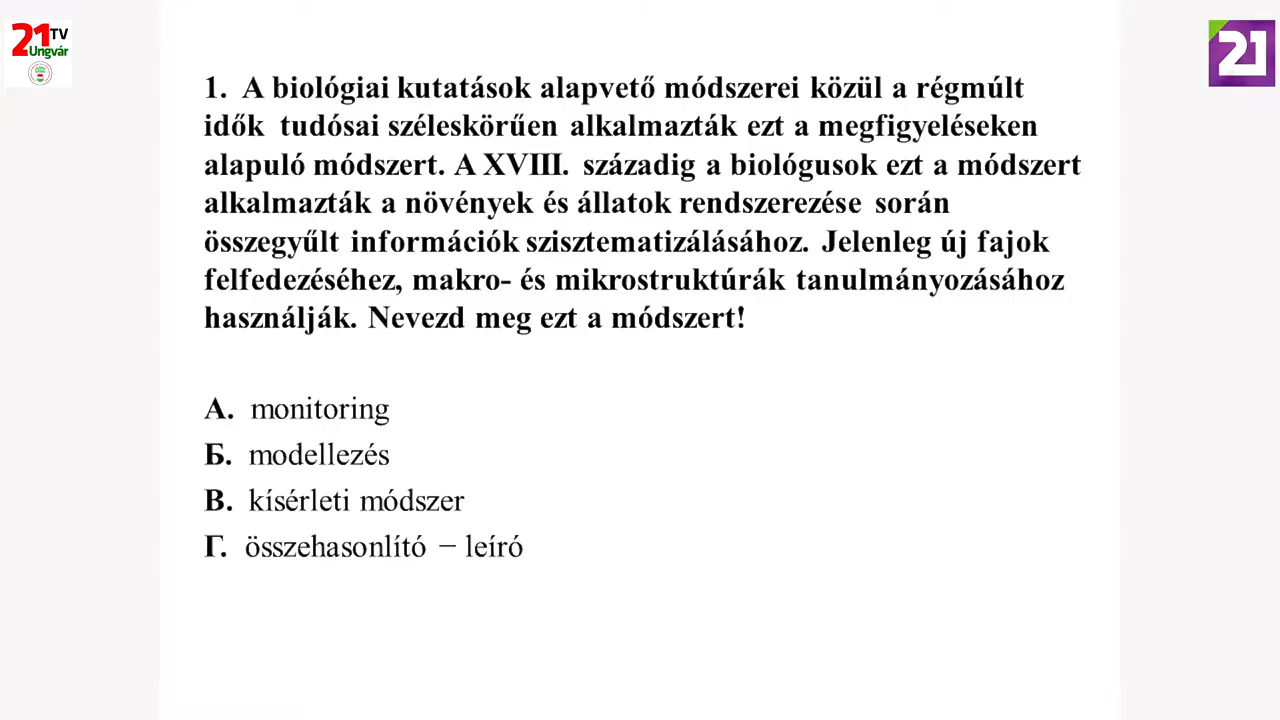 21 TV
Ungvár
21
1. A biológiai kutatások alapvető módszerei közül a régmúlt
idők tudósai széleskörűen alkalmazták ezt a megfigyeléseken
alapuló módszert. A XVIII. századig a biológusok ezt a módszert
alkalmazták a növények és állatok rendszerezése során
összegyűlt információk szisztematizálásához. Jelenleg új fajok
felfedezéséhez, makro- és mikrostruktúrák tanulmányozásához
használják. Nevezd meg ezt a módszert!
А. monitoring
Б. modellezés
В. kísérleti módszer
Г. összehasonlító − leíró